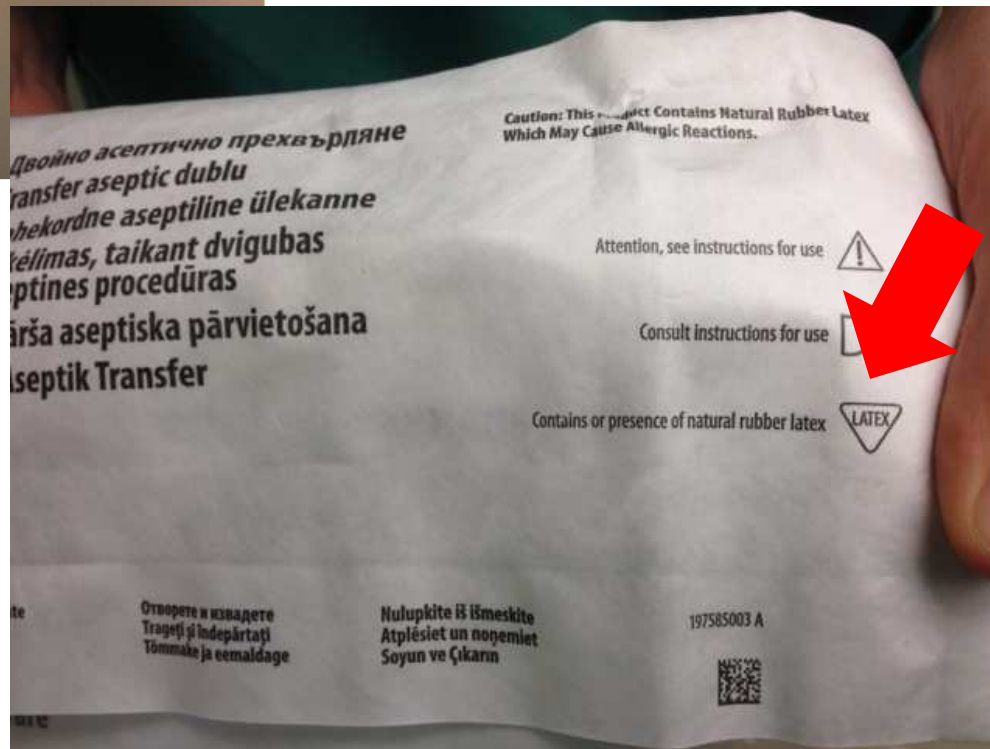 Двойно асептично прехвърляне
ransfer aseptic dublu
hekordne aseptiline ülekanne
kėlimas, taikant dvigubas
ptines procedūras
ārša aseptiska pārvietošana
septik Transfer
Caution: This Contains Natural Rubber Latex
Which May Cause Allergic Reactions.
Attention, see instructions for use
Consult instructions for use
Contains or presence of natural rubber latex
LATEX
te
Отворете и извадете
Trageţi şi îndepărtaţi
Tõmmake ja eemaldage
Nulupkite iš išmeskite
Atplēsiet un noņemiet
Soyun ve Çıkarın
197585003 A